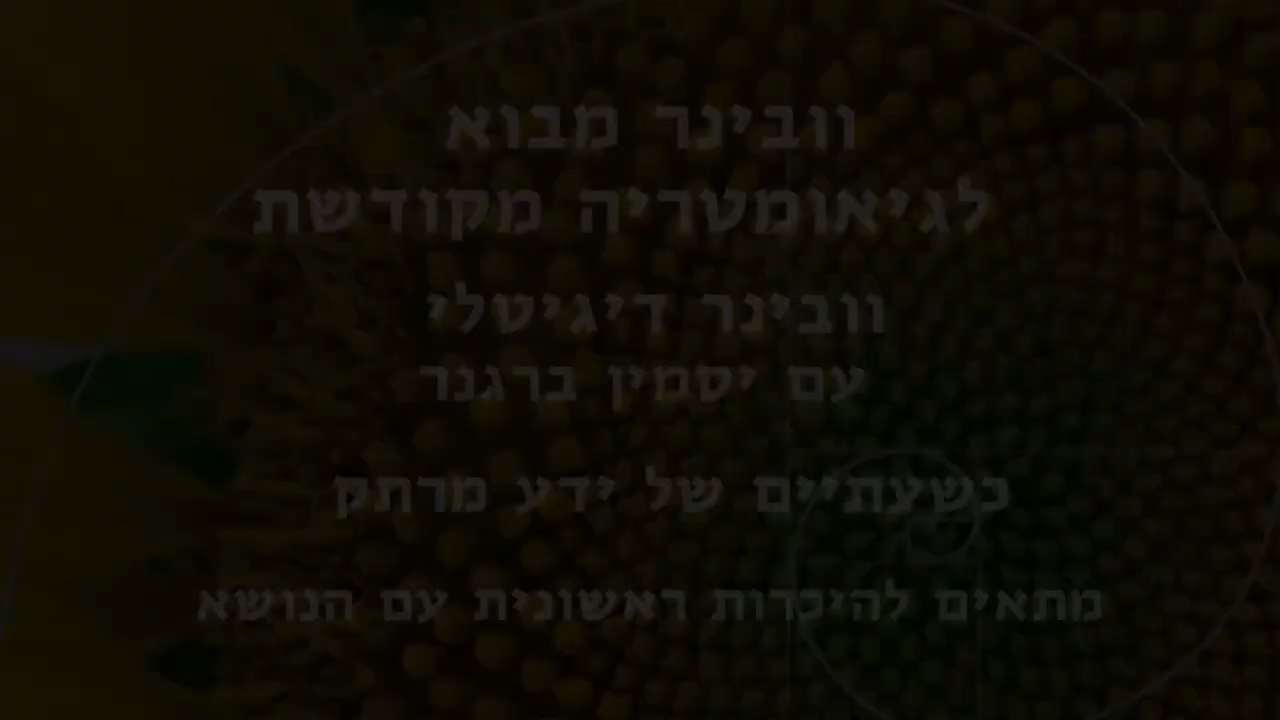 וובינר מבוא
לגיאומטריה מקודשת
וובינר דיגיטלי
עם יסמין ברגנר
כשעתיים של ידע מרתק
מתאים להיכרות ראשונית עם הנושא